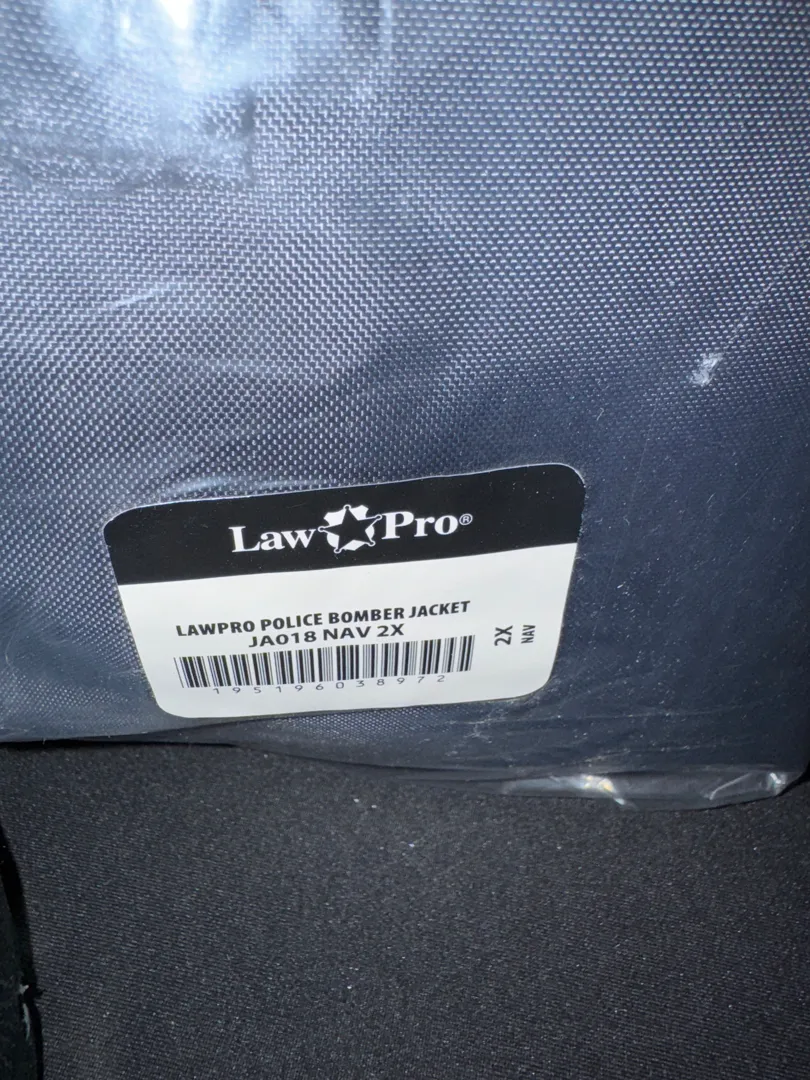 Law Pro®
LAWPRO POLICE BOMBER JACKET
JA018 NAV 2X
195196038972
2X
NAV